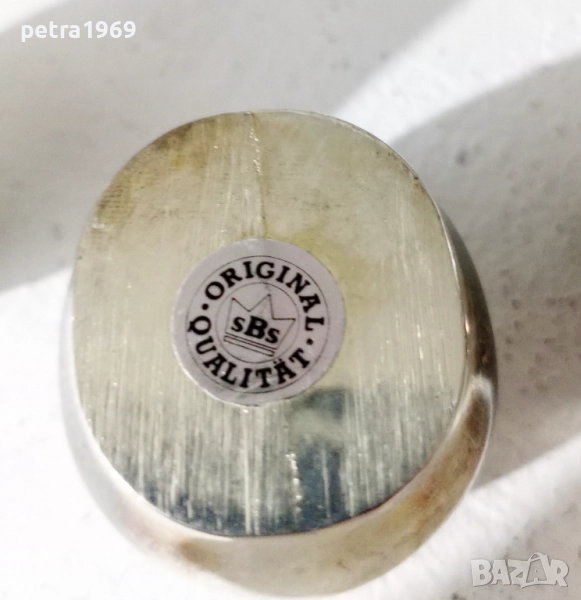 petra1969
ORIGINAL
sBs
QUALITÄT
BAZAR